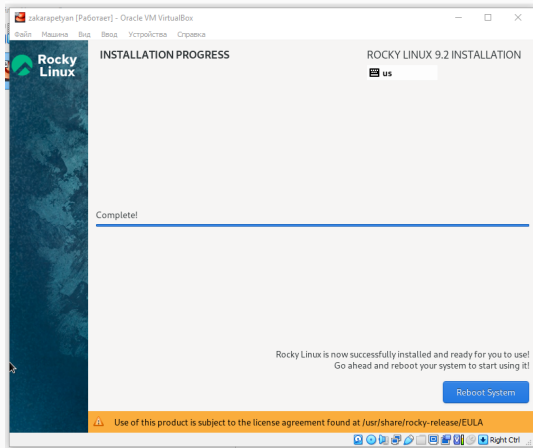 zakarapetyan [Работает] - Oracle VM VirtualBox
Файл Машина Вид Ввод Устройства Справка
Rocky
Linux
INSTALLATION PROGRESS
ROCKY LINUX 9.2 INSTALLATION
us
Complete!
Rocky Linux is now successfully installed and ready for you to use!
Go ahead and reboot your system to start using it!
Reboot System
Use of this product is subject to the license agreement found at /usr/share/rocky-release/EULA
Right Ctrl